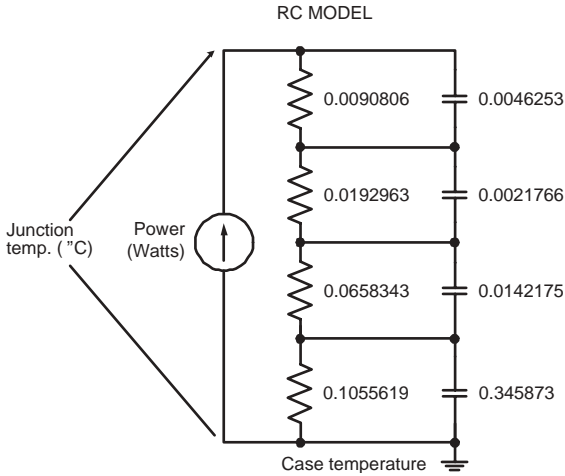 RC MODEL
0.0090806 0.0046253
0.0192963 0.0021766
Junction
temp. ( ”C)
Power
(Watts)
0.0658343 0.0142175
0.1055619 0.345873
Case temperature